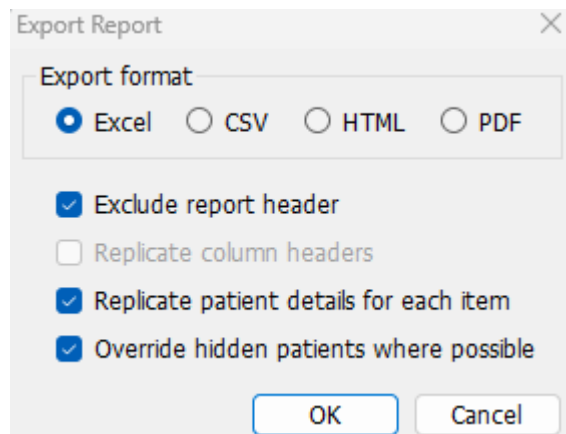 Export Report
Export format
Excel CSV HTML PDF
Exclude report header
Replicate column headers
Replicate patient details for each item
Override hidden patients where possible
OK Cancel